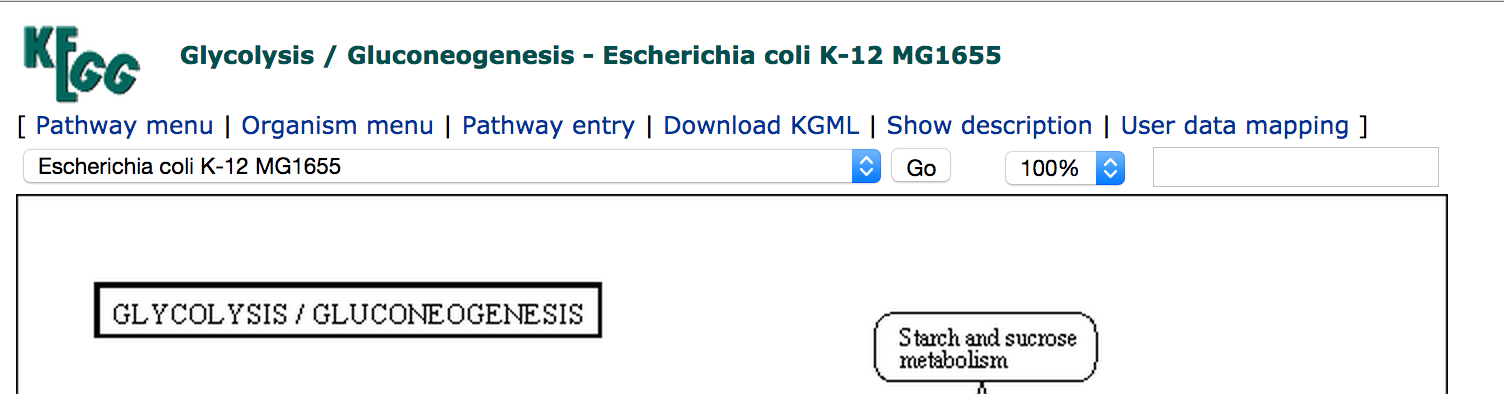 KEGG
Glycolysis / Gluconeogenesis - Escherichia coli K-12 MG1655
[ Pathway menu | Organism menu | Pathway entry | Download KGML | Show description | User data mapping ]
Escherichia coli K-12 MG1655 Go 100%
GLYCOLYSIS / GLUCONEOGENESIS
Starch and sucrose
metabolism